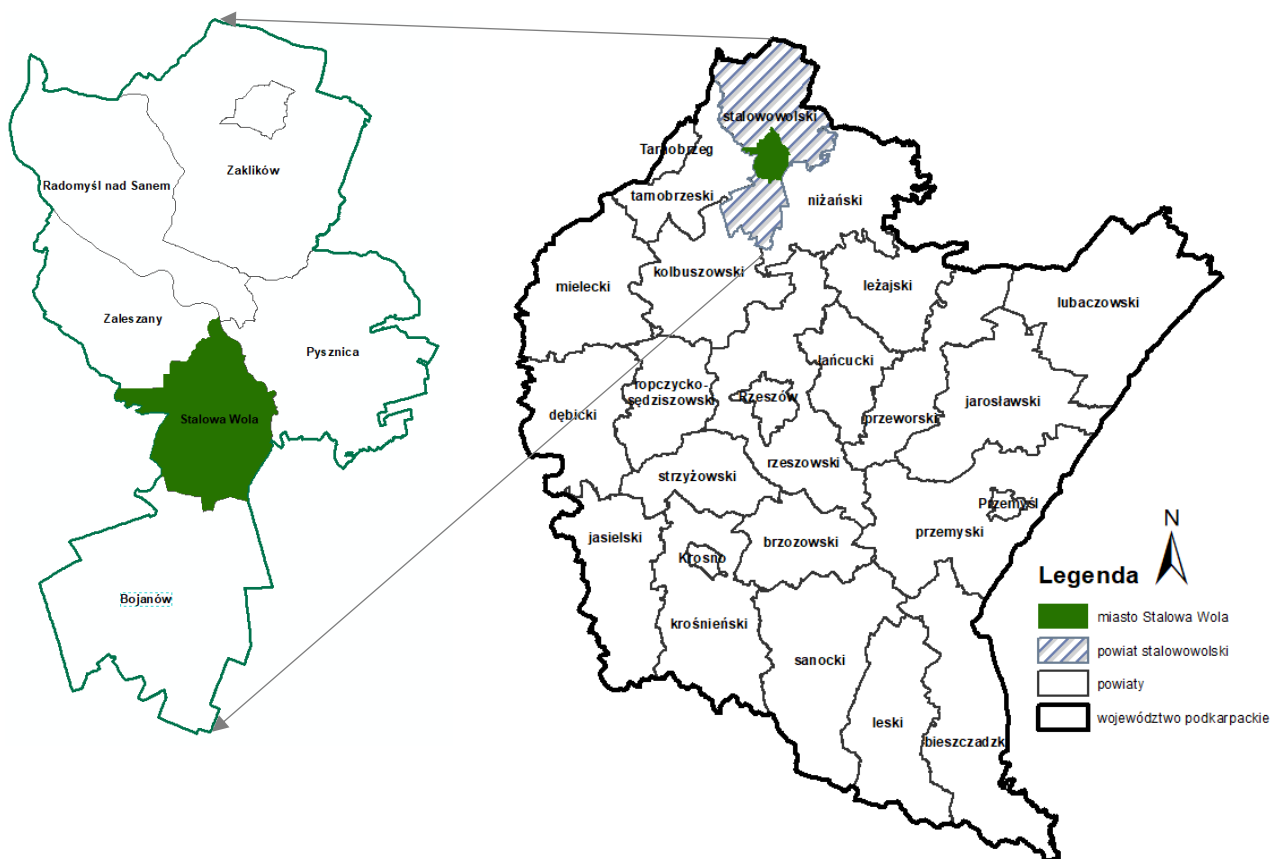 Radomyśl nad Sanem
Zaklików
Zaleszany
Pysznica
Stalowa Wola
Bojanów
stalowowolski
Tarnobrzeg
tarnobrzeski
niżański
kolbuszowski
mielecki
leżajski
lubaczowski
łańcucki
ropczycko-
sędziszowski
Rzeszów
dębicki
przeworski
jarosławski
rzeszowski
strzyżowski
Przemyśl
przemyski
jasielski
brzozowski
Krosno
krośnieński
sanocki
leski
bieszczadzk
N
Legenda
miasto Stalowa Wola
powiat stalowowolski
powiaty
województwo podkarpackie